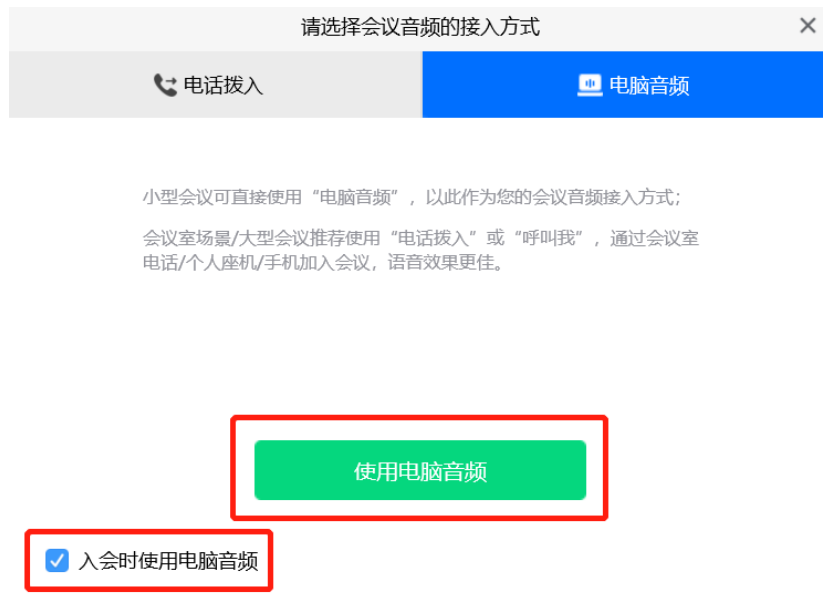 请选择会议音频的接入方式
电话拨入
电脑音频
小型会议可直接使用“电脑音频”，以此作为您的会议音频接入方式；
会议室场景/大型会议推荐使用“电话拨入”或“呼叫我”，通过会议室
电话/个人座机/手机加入会议，语音效果更佳。
使用电脑音频
入会时使用电脑音频